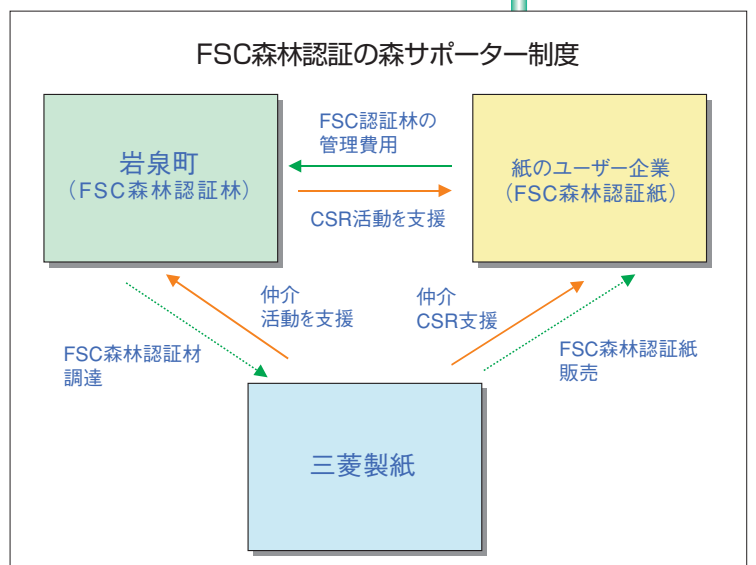 FSC森林認証の森サポーター制度
岩泉町
（FSC森林認証林）
FSC認証林の
管理費用
CSR活動を支援
紙のユーザー企業
（FSC森林認証紙）
仲介
活動を支援
仲介
CSR支援
FSC森林認証材
調達
FSC森林認証紙
販売
三菱製紙